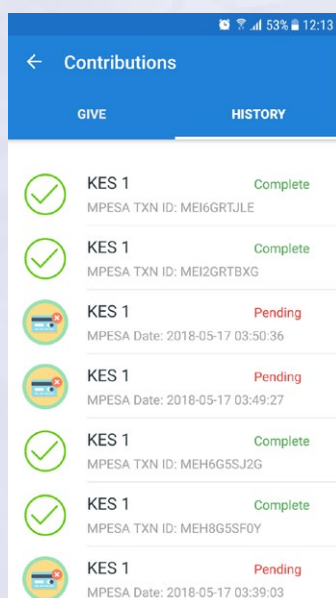 53% 12:13
Contributions
GIVE HISTORY
KES 1 Complete
MPESA TXN ID: MEI6GRTJLE
KES 1 Complete
MPESA TXN ID: MEI2GRTBXG
KES 1 Pending
MPESA Date: 2018-05-17 03:50:36
KES 1 Pending
MPESA Date: 2018-05-17 03:49:27
KES 1 Complete
MPESA TXN ID: MEH6G5SJ2G
KES 1 Complete
MPESA TXN ID: MEH8G5SF0Y
KES 1 Pending
MPESA Date: 2018-05-17 03:39:03